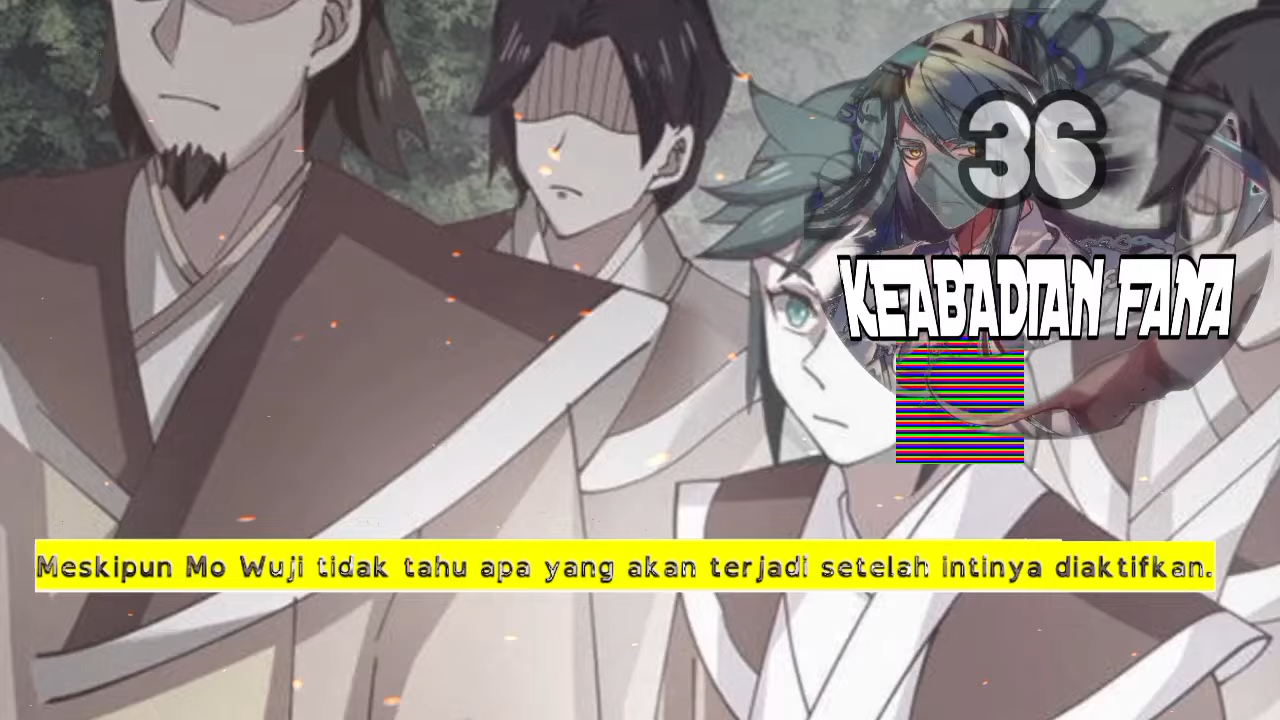 36
KEABADIAN FANA
Meskipun Mo Wuji tidak tahu apa yang akan terjadi setelah intinya diaktifkan.